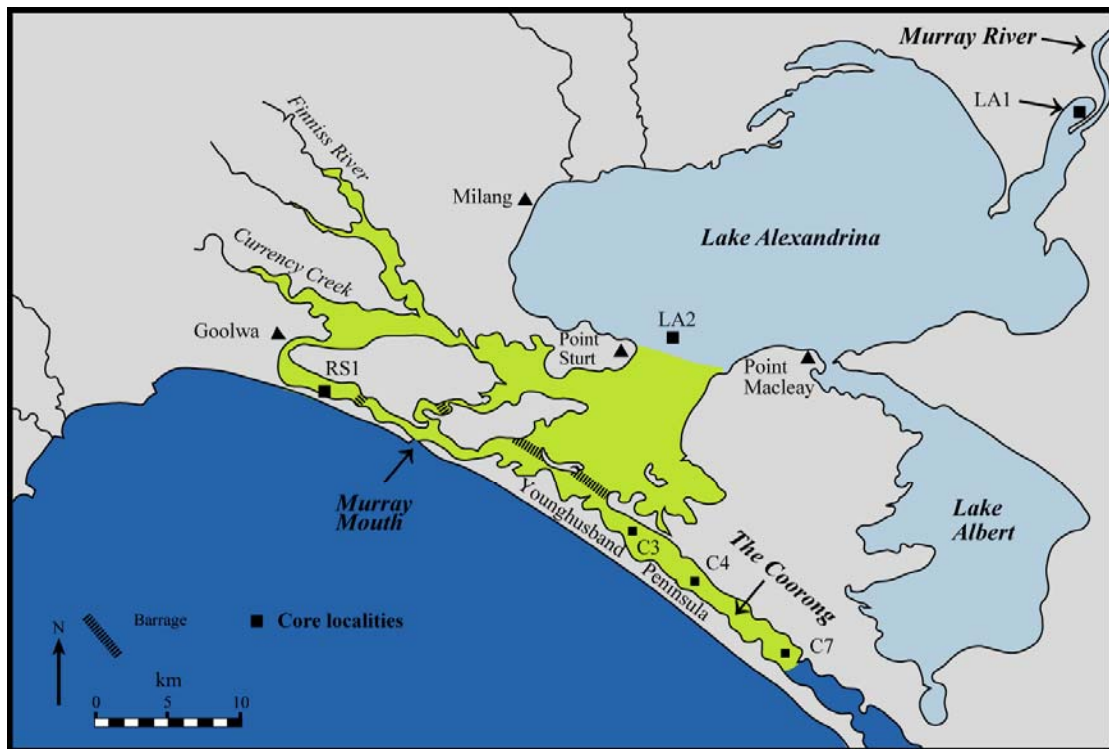 Murray River
LA1
Finniss River
Milang
Lake Alexandrina
Currency Creek
Goolwa
LA2
Point
Sturt
Point
Macleay
RS1
Murray
Mouth
Younghusband
Peninsula
C3
C4
The Coorong
Lake
Albert
C7
N
Barrage
Core localities
km
0 5 10